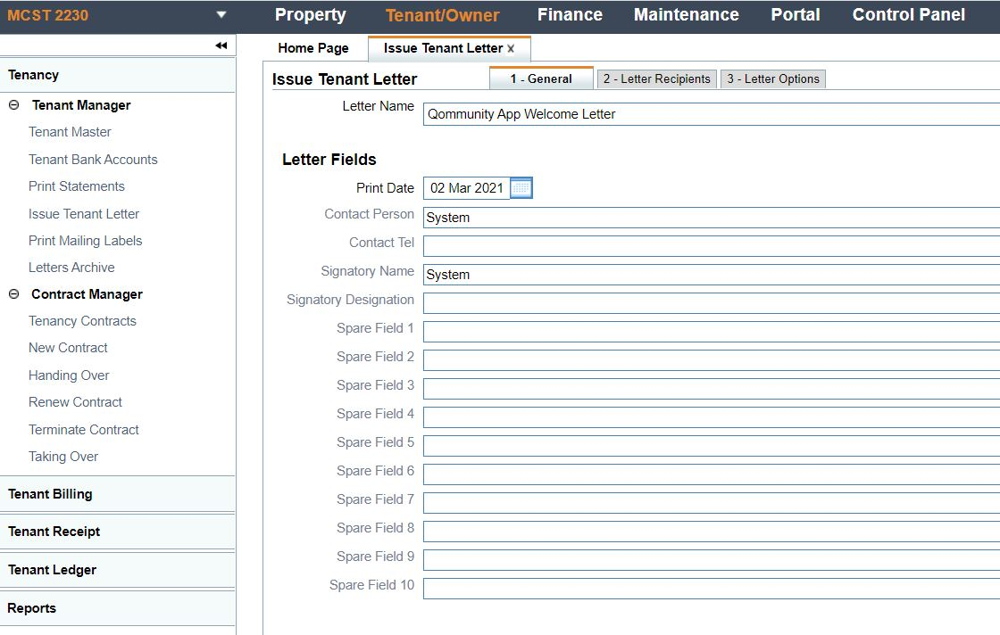 MCST 2230
Property Tenant/Owner Finance Maintenance Portal Control Panel
Home Page Issue Tenant Letter x
Tenancy
Tenant Manager
Tenant Master
Tenant Bank Accounts
Print Statements
Issue Tenant Letter
Print Mailing Labels
Letters Archive
Contract Manager
Tenancy Contracts
New Contract
Handing Over
Renew Contract
Terminate Contract
Taking Over
Tenant Billing
Tenant Receipt
Tenant Ledger
Reports
Issue Tenant Letter 1 - General 2 - Letter Recipients 3 - Letter Options
Letter Name Qommunity App Welcome Letter
Letter Fields
Print Date 02 Mar 2021
Contact Person System
Contact Tel
Signatory Name System
Signatory Designation
Spare Field 1
Spare Field 2
Spare Field 3
Spare Field 4
Spare Field 5
Spare Field 6
Spare Field 7
Spare Field 8
Spare Field 9
Spare Field 10